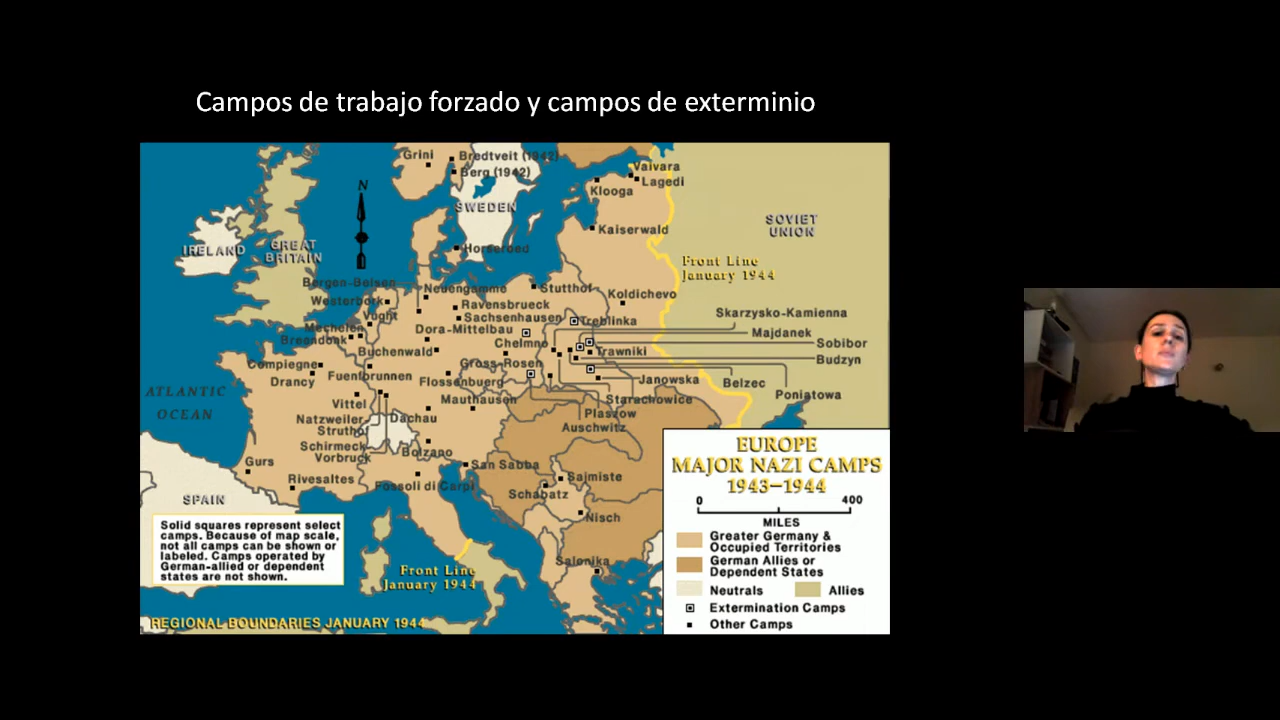 Campos de trabajo forzado y campos de exterminio
Grini
Bredtveit (1942)
Berg (1942)
Vaivara
Lagedi
Klooga
SWEDEN
N
Kaiserwald
SOVIET
UNION
IRELAND
GREAT
BRITAIN
Horserød
Front Line
January 1944
Bergen-Belsen
Neuengamme
Stutthof
Koldichevo
Westerbork
Ravensbrueck
Vught
Sachsenhausen
Treblinka
Skarzysko-Kamienna
Mechelen
Dora-Mittelbau
Majdanek
Breendonk
Chelmno
Sobibor
Buchenwald
Trawniki
Budzyn
Compiegne
Gross-Rosen
Drancy
Fuenfbrunnen
Flossenbuerg
Janowska
Belzec
ATLANTIC
OCEAN
Mauthausen
Starachowice
Poniatowa
Vittel
Plaszow
Natzweiler-
Struthof
Dachau
Auschwitz
Schirmeck
Vorbruck
Bolzano
Gurs
San Sabba
Rivesaltes
Fossoli di Carpi
Sajmiste
SPAIN
Schabatz
Nisch
Salonika
Front Line
January 1944
Solid squares represent select
camps. Because of map scale,
not all camps can be shown or
labeled. Camps operated by
German-allied or dependent
states are not shown.
REGIONAL BOUNDARIES JANUARY 1944
EUROPE
MAJOR NAZI CAMPS
1943–1944
0 400
MILES
Greater Germany &
Occupied Territories
German Allies or
Dependent States
Neutrals Allies
Extermination Camps
Other Camps